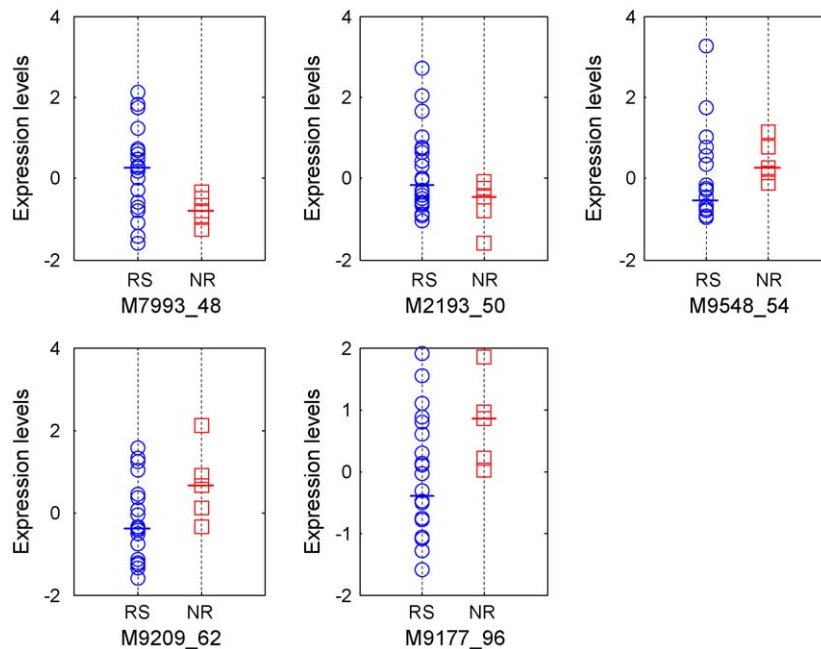 Expression levels
4
2
0
-2
RS NR
M7993_48
Expression levels
4
2
0
-2
RS NR
M2193_50
Expression levels
4
2
0
-2
RS NR
M9548_54
Expression levels
4
2
0
-2
RS NR
M9209_62
Expression levels
2
1
0
-1
-2
RS NR
M9177_96